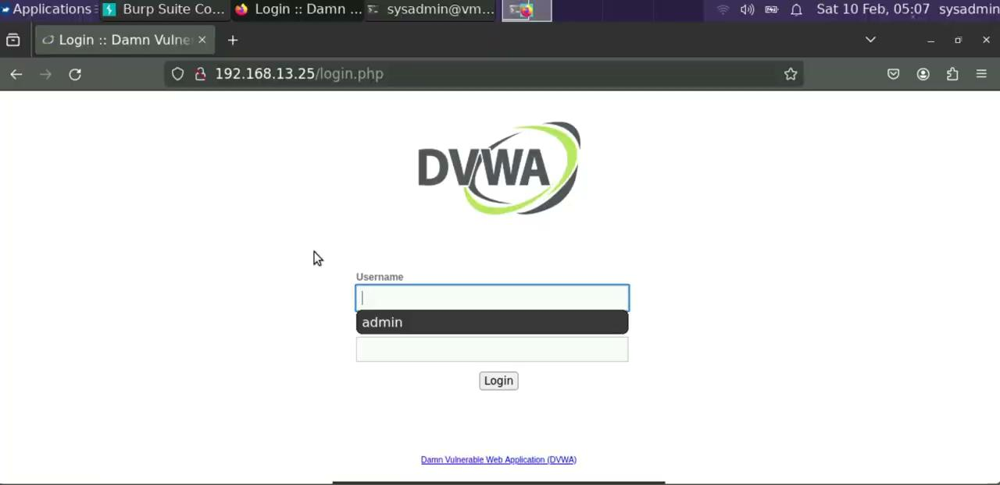 Applications
Burp Suite Co...
Login :: Damn ...
sysadmin@vm...
Sat 10 Feb, 05:07
sysadmin
Login :: Damn Vulne
192.168.13.25/login.php
DVWA
Username
admin
Login
Damn Vulnerable Web Application (DVWA)